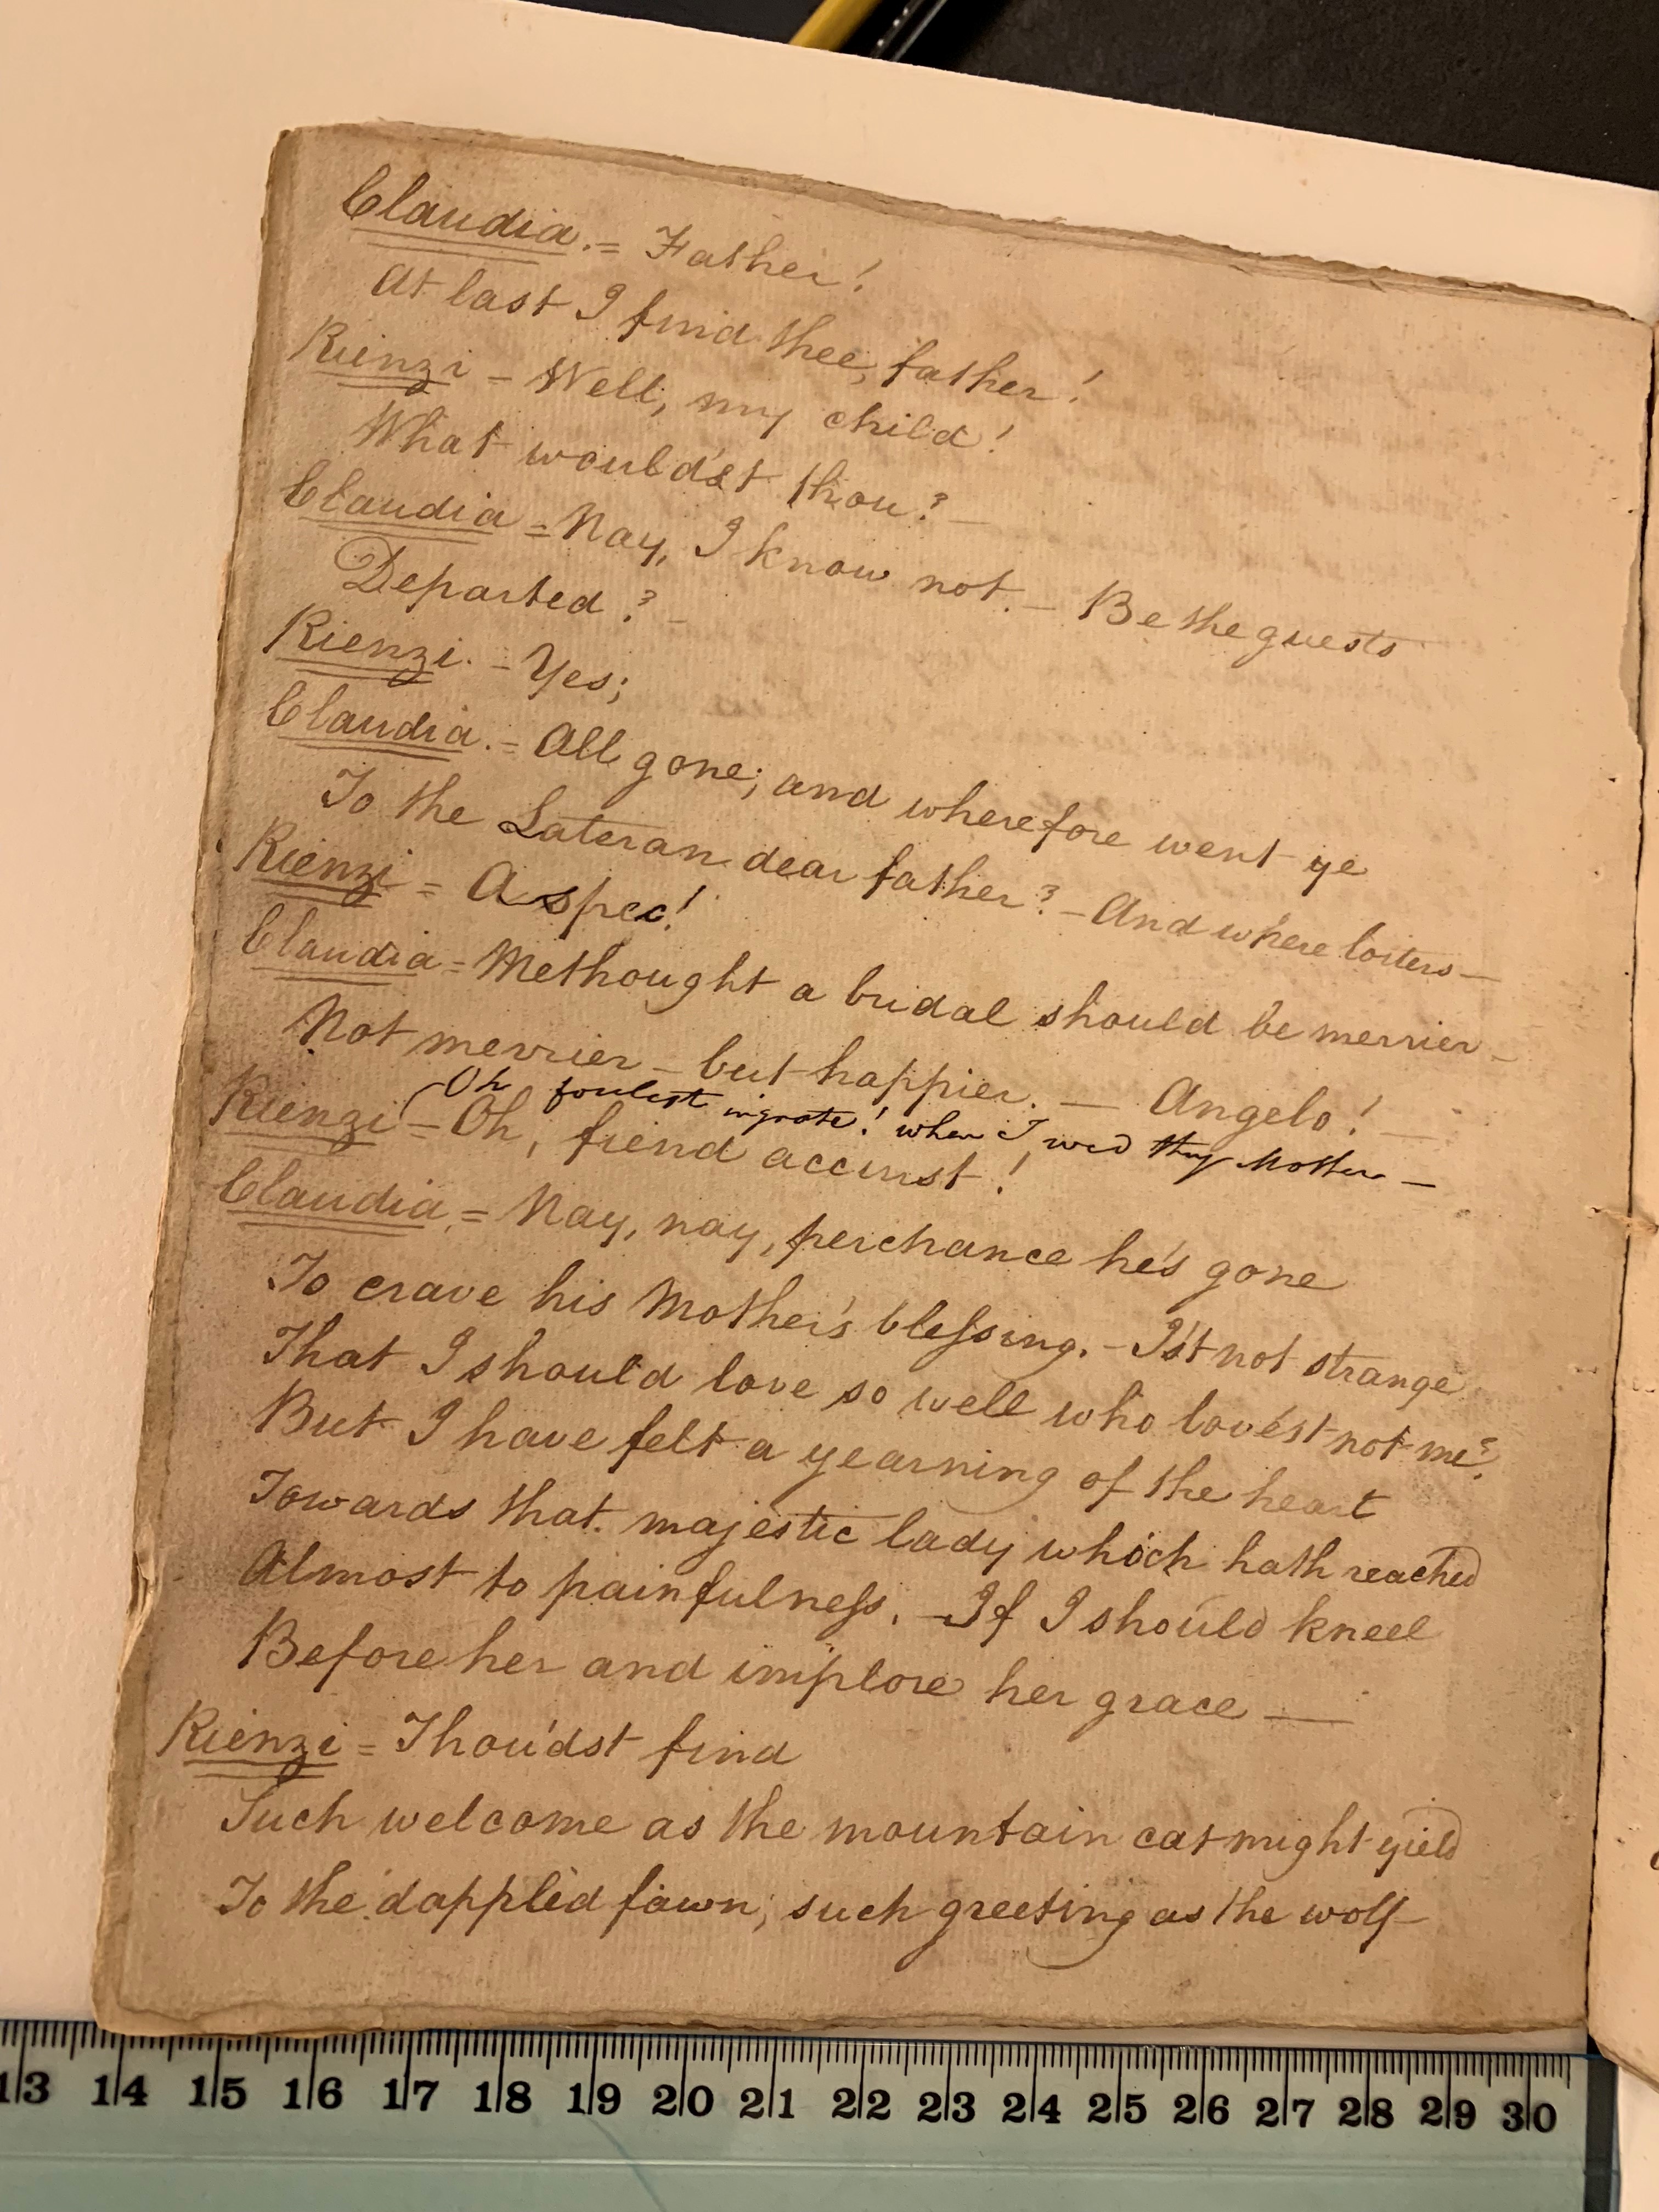 Claudia. = Father!
At last I find thee, father!
Rienzi - Well, my child!
What would'st thou? -
Claudia = Nay, I know not. - Be the guests
Departed? -
Rienzi. - Yes;
Claudia. = All gone; and wherefore went ye
To the Lateran dear father? - And where loiters -
Rienzi = A spec!
Claudia = Methought a bridal should be merrier -
Not merrier - but happier. - Angelo! -
(Oh foulest ingrate! when I wed thy Mother -
Rienzi = Oh, fiend accurst!
Claudia. = Nay, nay, perchance he's gone
To crave his Mother's bleſsing. - Is't not strange
That I should love so well who lov'st not me?
But I have felt a yearning of the heart
Towards that majestic lady which hath reached
Almost to painfulneſs. - If I should kneel
Before her and implore her grace —
Rienzi = Thou'dst find
Such welcome as the mountain cat might yield
To the dappled fawn; such greeting as the wolf
13 14 15 16 17 18 19 20 21 22 23 24 25 26 27 28 29 30